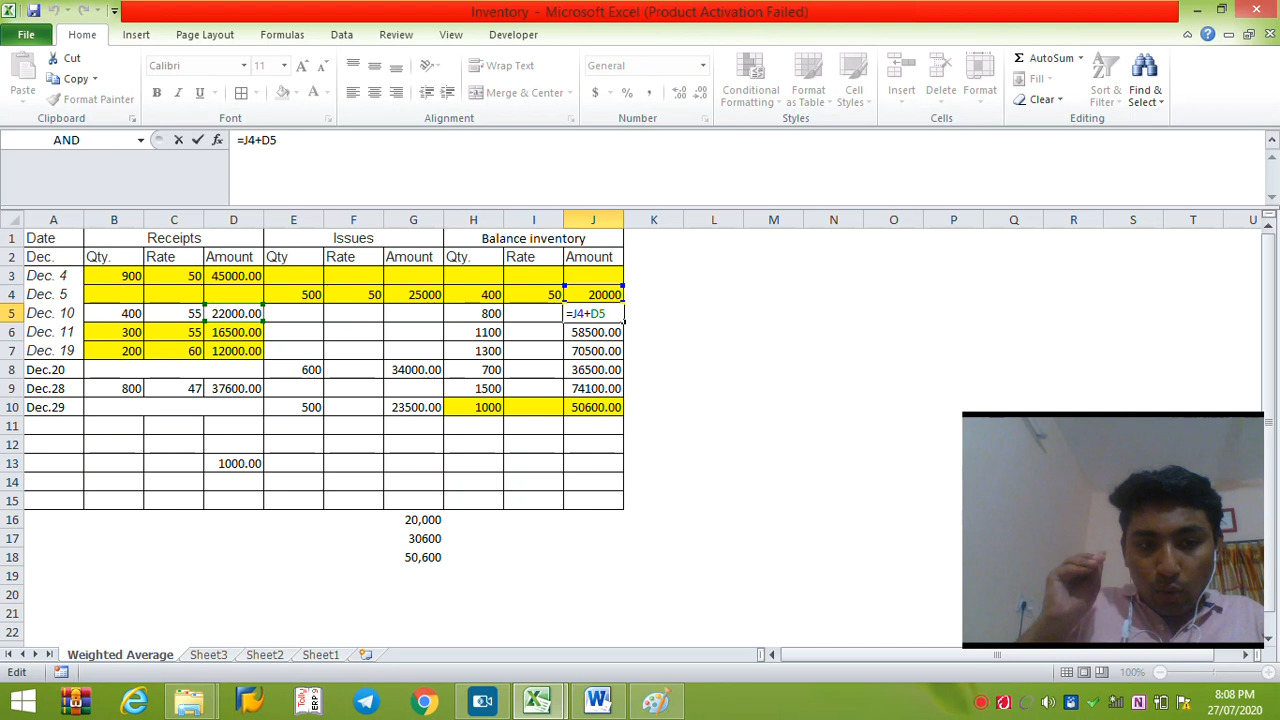 Inventory - Microsoft Excel (Product Activation Failed)
File Home Insert Page Layout Formulas Data Review View Developer
Cut
Copy
Format Painter
Paste
Clipboard
Calibri 11 A A
B I U A
Font
Wrap Text
Merge & Center
Alignment
General
$ % ,
Number
Conditional Formatting
Format as Table
Cell Styles
Styles
Insert Delete Format
Cells
Σ AutoSum
Fill
Clear
Sort & Filter
Find & Select
Editing
AND fx =J4+D5
A B C D E F G H I J K L M N O P Q R S T U
1 Date Receipts Issues Balance inventory
2 Dec. Qty. Rate Amount Qty Rate Amount Qty. Rate Amount
3 Dec. 4 900 50 45000.00
4 Dec. 5 500 50 25000 400 50 20000
5 Dec. 10 400 55 22000.00 800 =J4+D5
6 Dec. 11 300 55 16500.00 1100 58500.00
7 Dec. 19 200 60 12000.00 1300 70500.00
8 Dec.20 600 34000.00 700 36500.00
9 Dec.28 800 47 37600.00 1500 74100.00
10 Dec.29 500 23500.00 1000 50600.00
11
12
13 1000.00
14
15
16 20,000
17 30600
18 50,600
19
20
21
22
Weighted Average Sheet3 Sheet2 Sheet1
Edit 100%
8:08 PM
27/07/2020